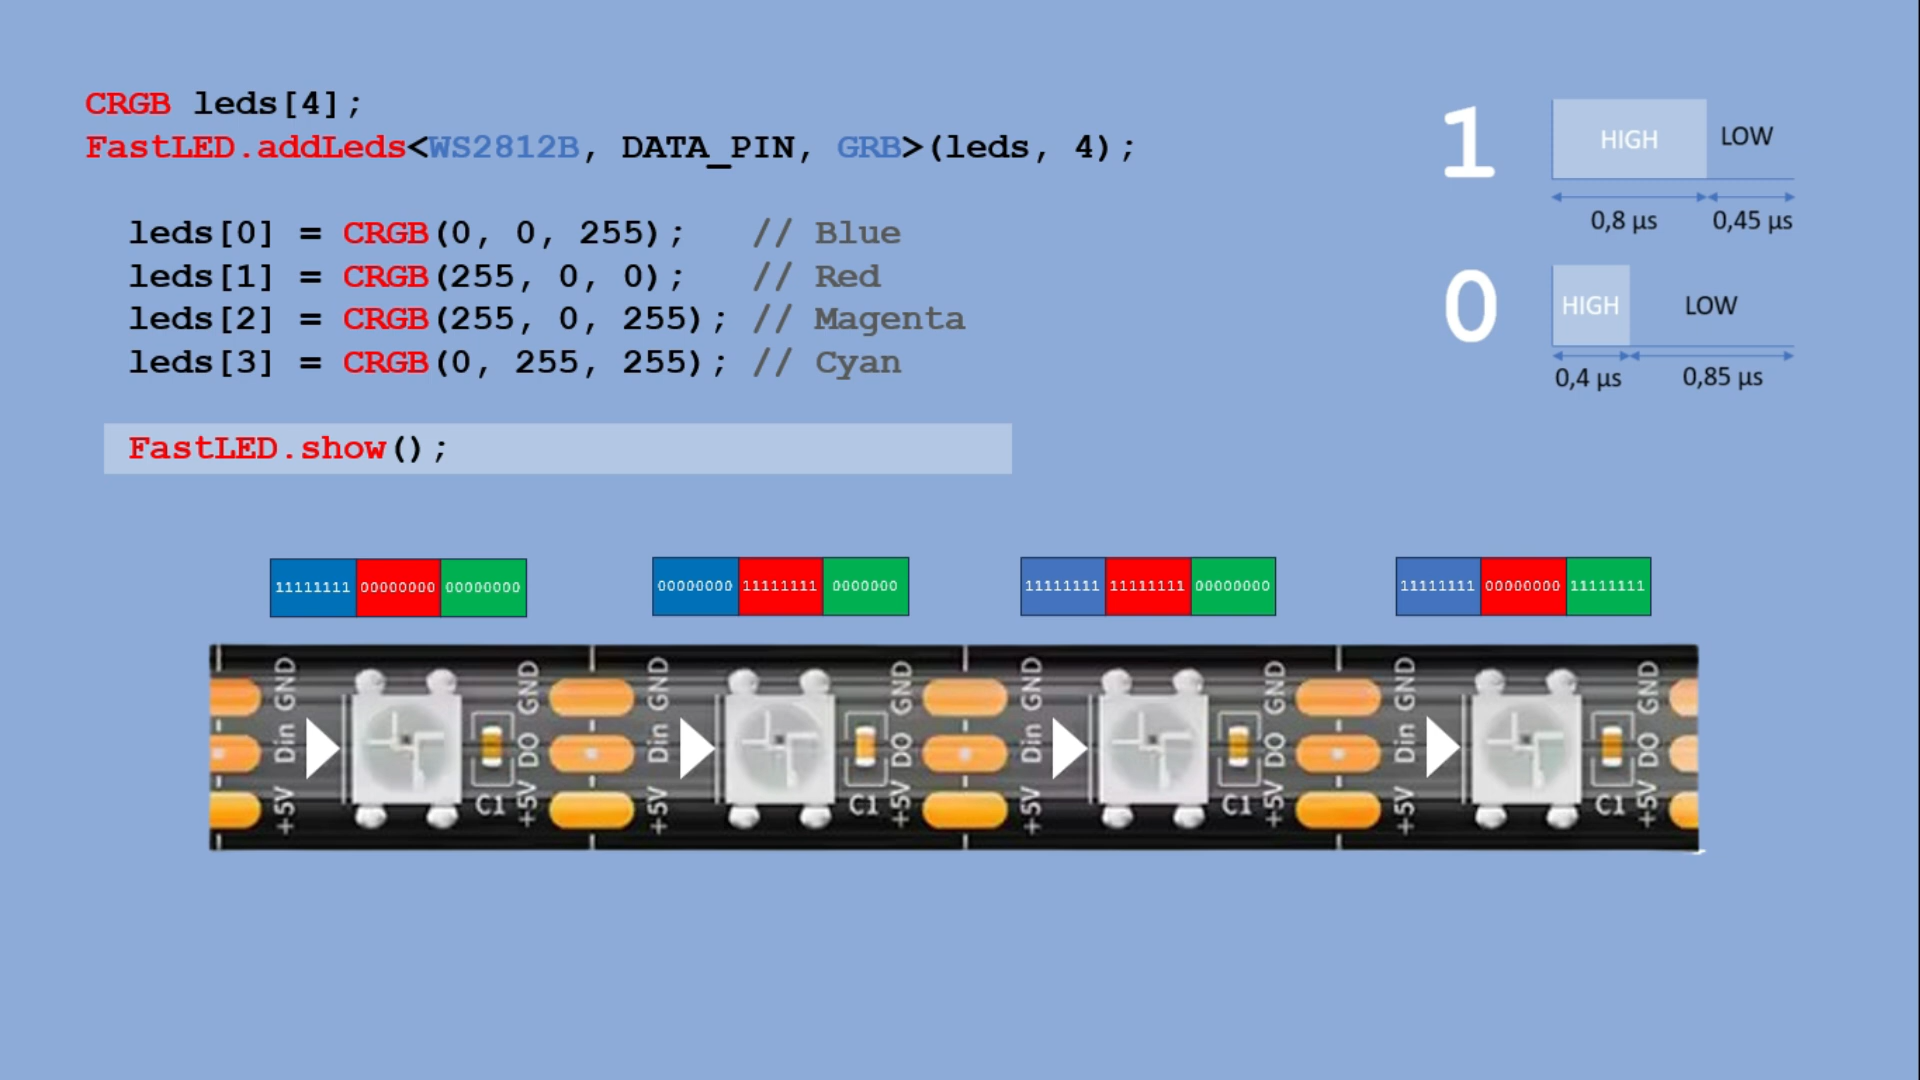 CRGB leds[4];
FastLED.addLeds<WS2812B, DATA_PIN, GRB>(leds, 4);
leds[0] = CRGB(0, 0, 255); // Blue
leds[1] = CRGB(255, 0, 0); // Red
leds[2] = CRGB(255, 0, 255); // Magenta
leds[3] = CRGB(0, 255, 255); // Cyan
FastLED.show();
1 HIGH LOW
0,8 µs 0,45 µs
0 HIGH LOW
0,4 µs 0,85 µs
11111111 00000000 00000000
00000000 11111111 0000000
11111111 11111111 00000000
11111111 00000000 11111111
GND GND GND GND GND GND GND GND
Din DO Din DO Din DO Din DO
+5V C1 +5V +5V C1 +5V +5V C1 +5V +5V C1 +5V